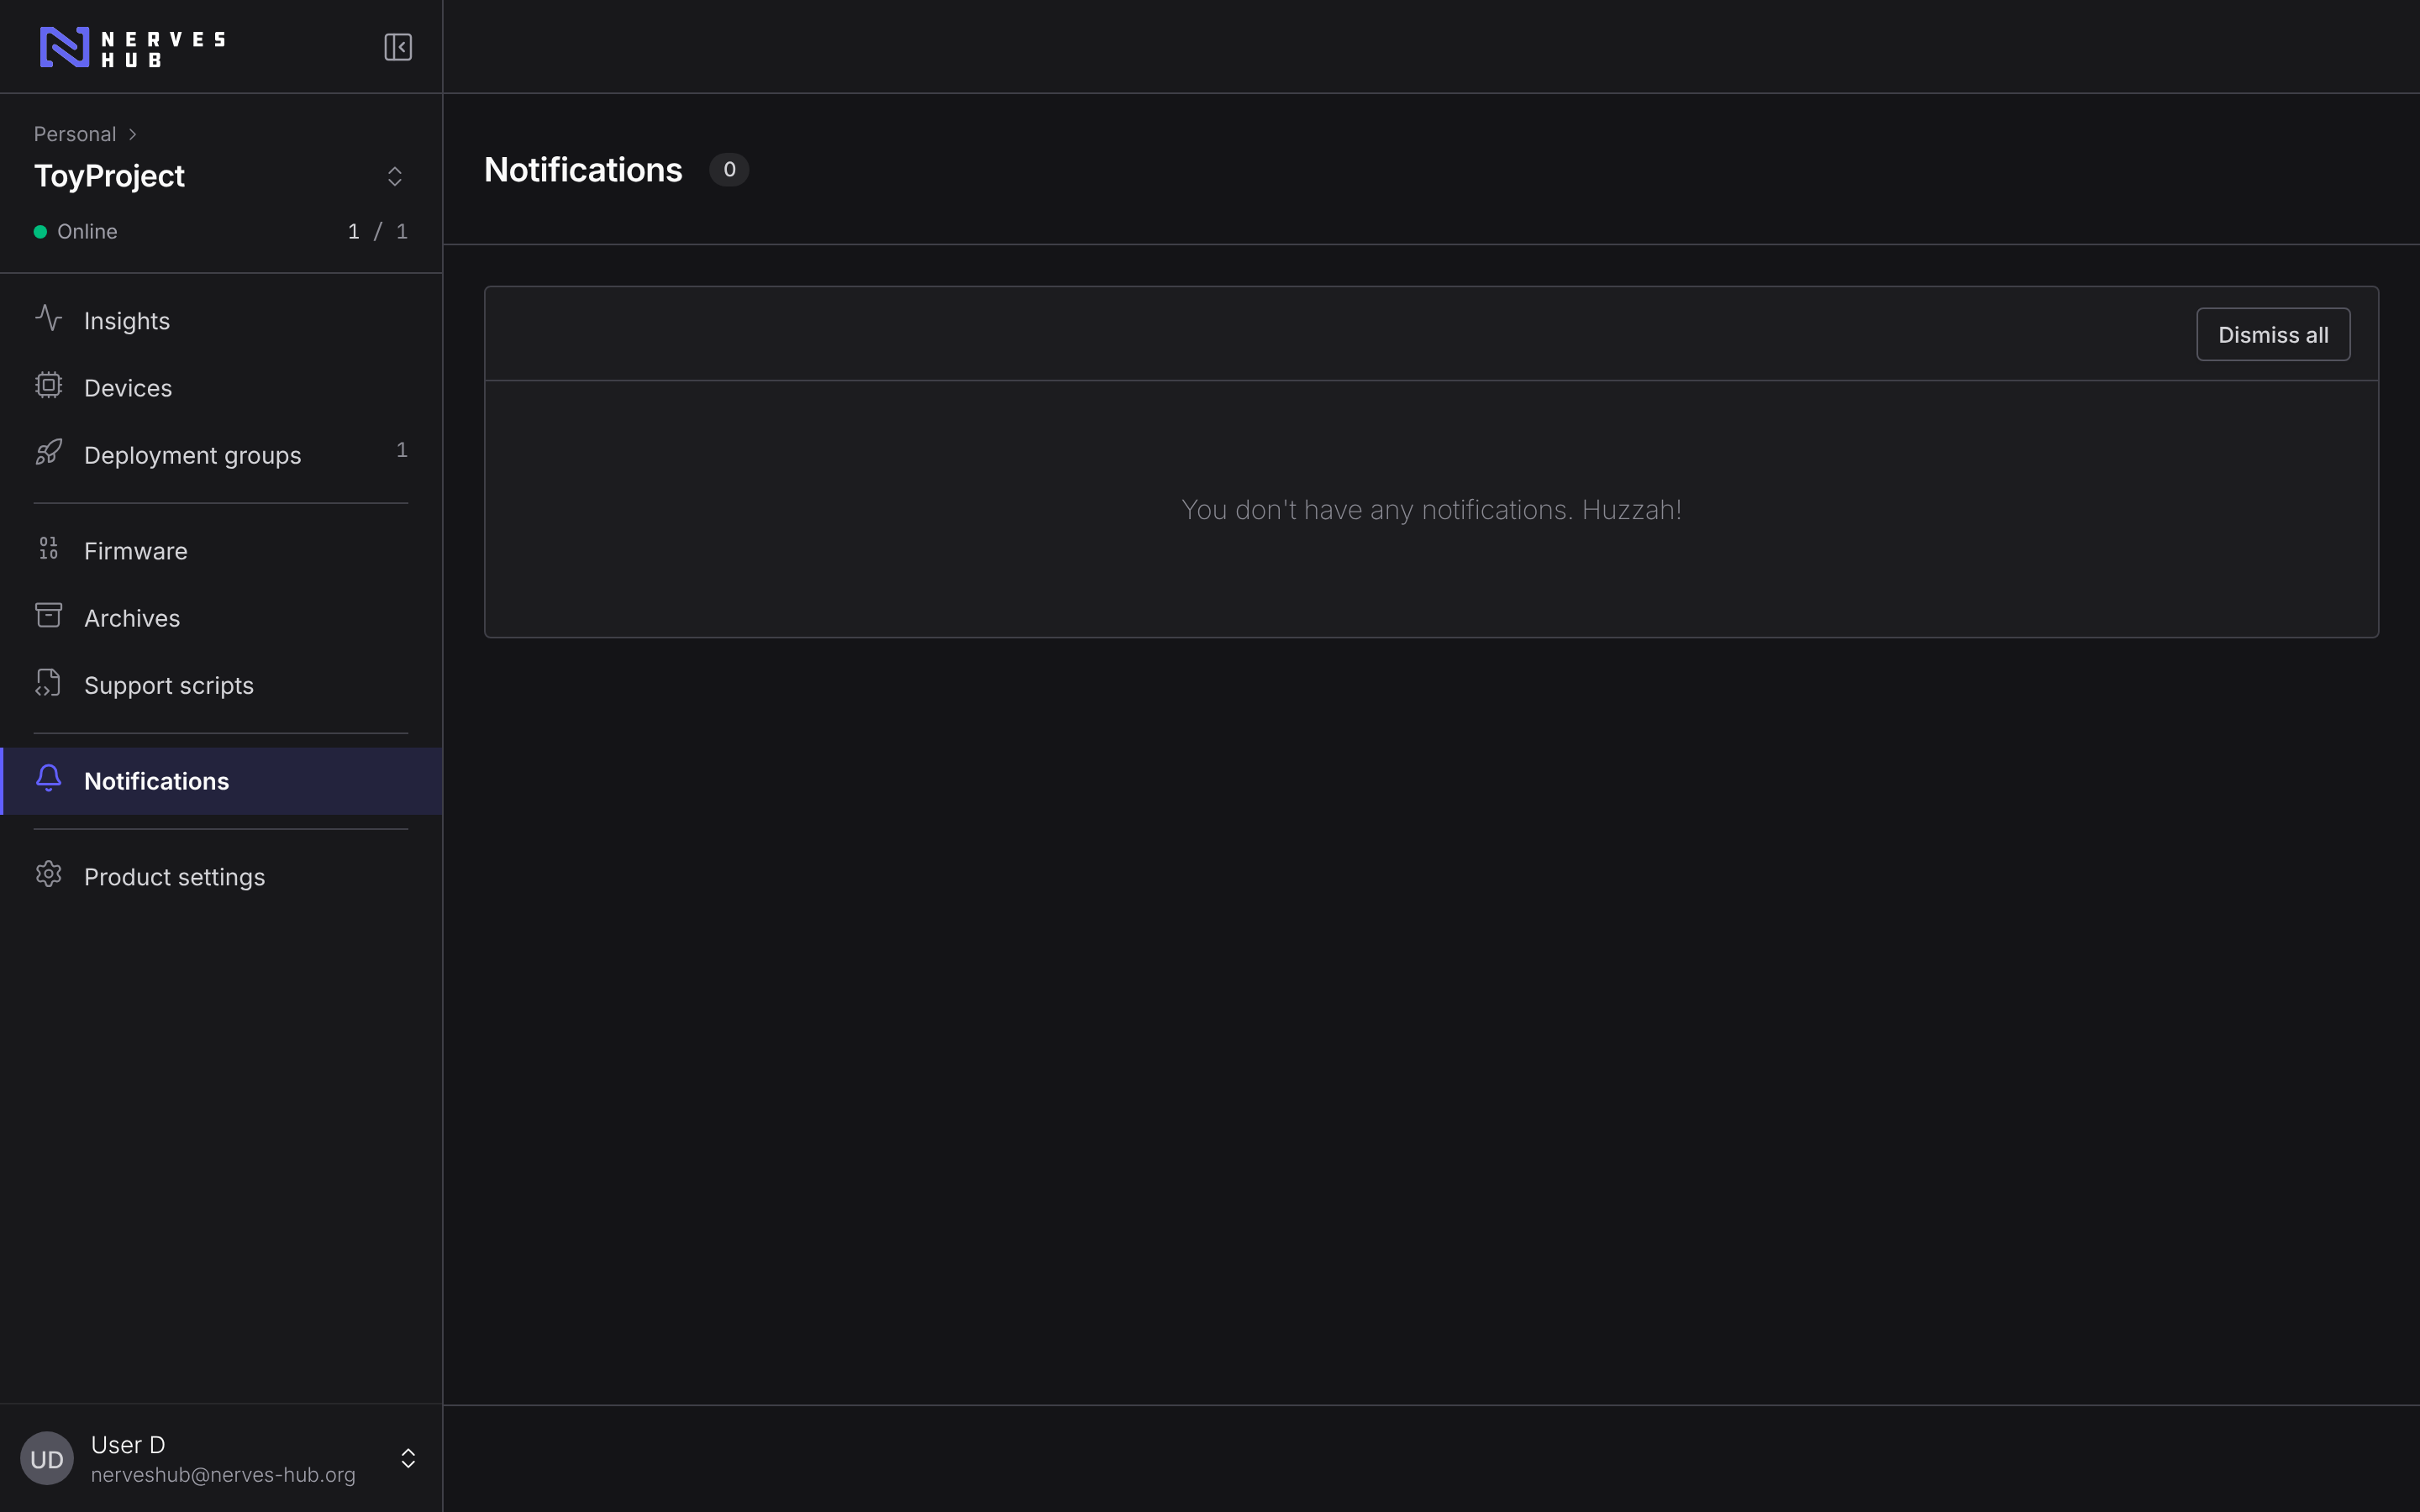 NERVES
HUB
Personal
ToyProject
Online 1 / 1
Insights
Devices
Deployment groups 1
Firmware
Archives
Support scripts
Notifications
Product settings
UD
User D
nerveshub@nerves-hub.org
Notifications 0
Dismiss all
You don't have any notifications. Huzzah!